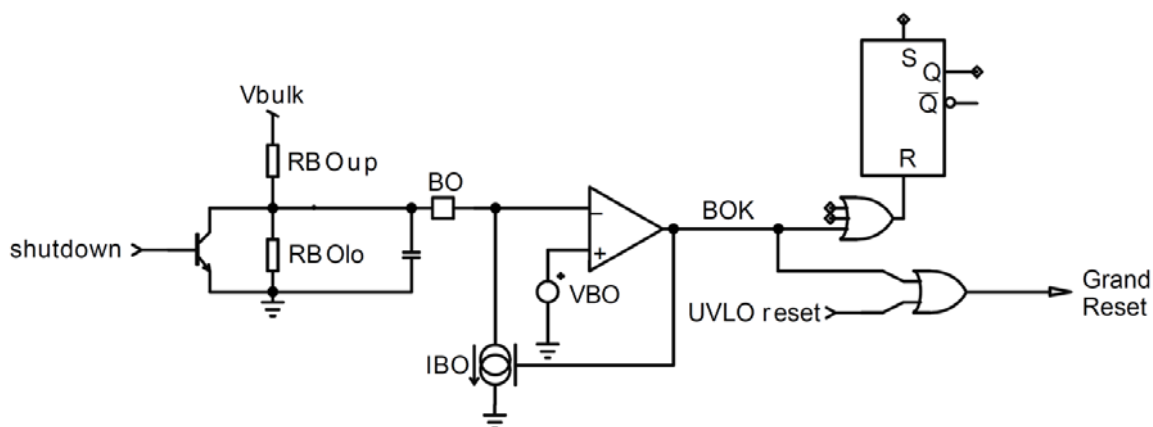 S
Q
Q
R
Vbulk
RBOup
BO
BOK
shutdown
RBOlo
−
+
+
VBO
UVLO reset
Grand
Reset
IBO